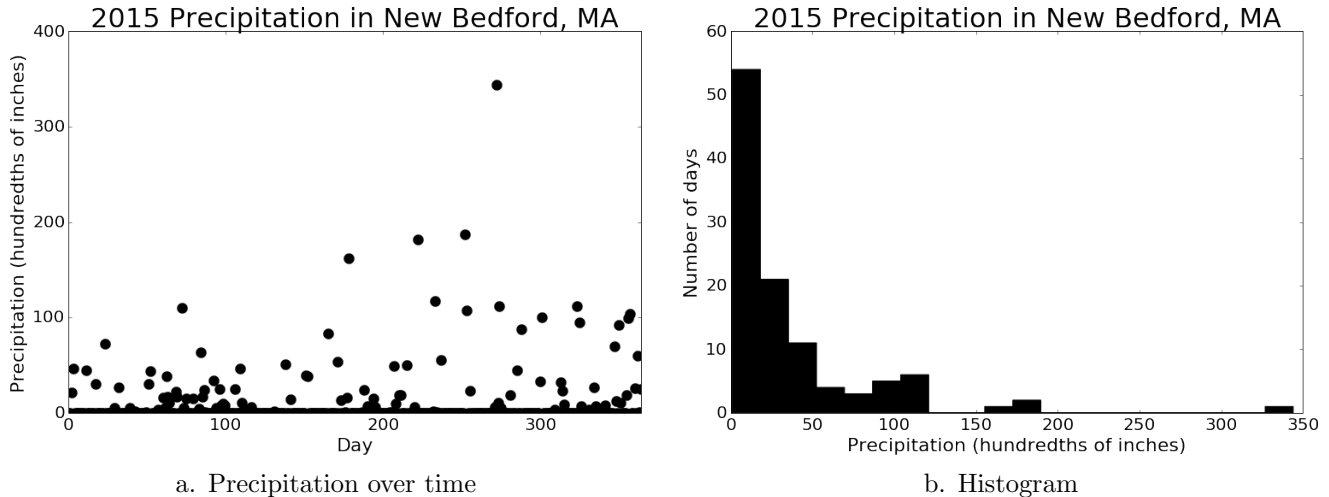 2015 Precipitation in New Bedford, MA
400
300
200
100
0
Precipitation (hundredths of inches)
0 100 200 300
Day
a. Precipitation over time
2015 Precipitation in New Bedford, MA
60
50
40
30
20
10
0
Number of days
0 50 100 150 200 250 300 350
Precipitation (hundredths of inches)
b. Histogram